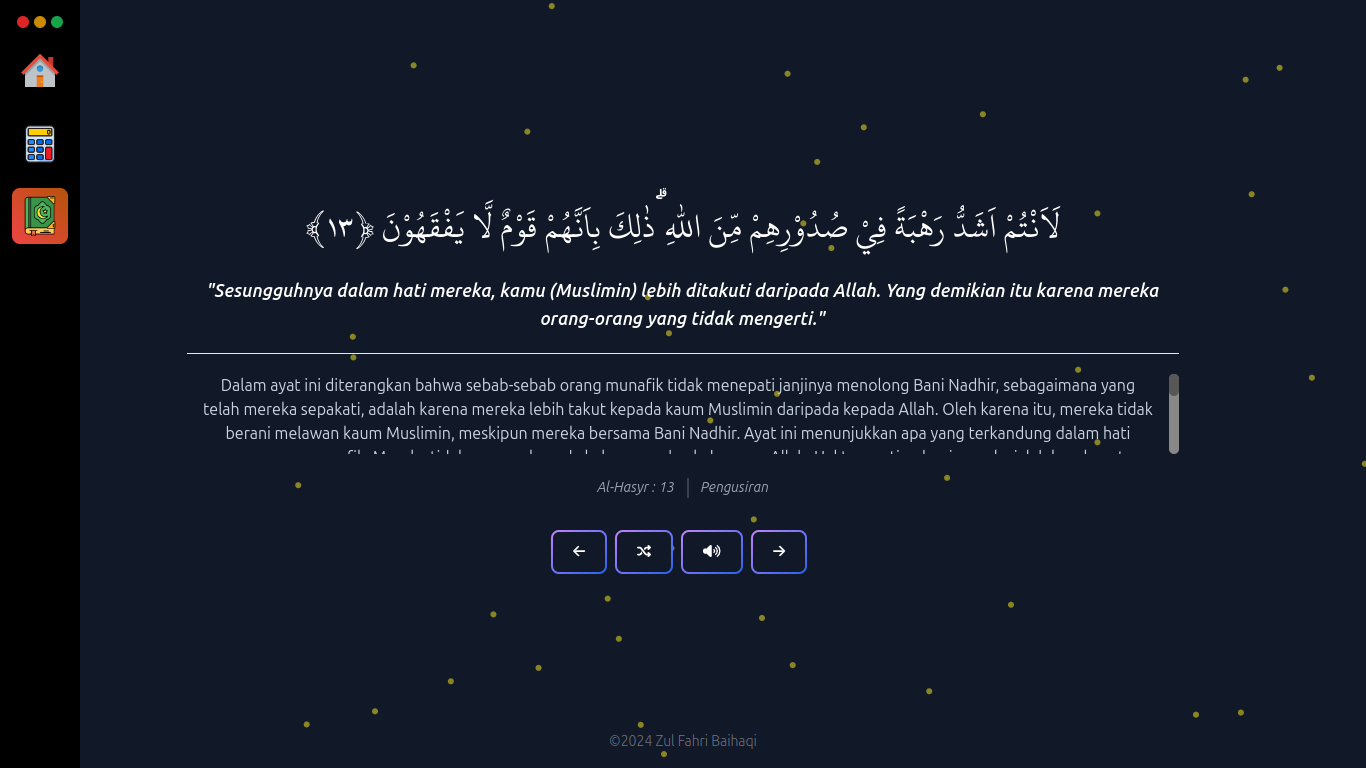 لَاَنْتُمْ اَشَدُّ رَهْبَةً فِيْ صُدُوْرِهِمْ مِّنَ اللّٰهِ ۗ ذٰلِكَ بِاَنَّهُمْ قَوْمٌ لَّا يَفْقَهُوْنَ ﴿١٣﴾
"Sesungguhnya dalam hati mereka, kamu (Muslimin) lebih ditakuti daripada Allah. Yang demikian itu karena mereka
orang-orang yang tidak mengerti."
Dalam ayat ini diterangkan bahwa sebab-sebab orang munafik tidak menepati janjinya menolong Bani Nadhir, sebagaimana yang
telah mereka sepakati, adalah karena mereka lebih takut kepada kaum Muslimin daripada kepada Allah. Oleh karena itu, mereka tidak
berani melawan kaum Muslimin, meskipun mereka bersama Bani Nadhir. Ayat ini menunjukkan apa yang terkandung dalam hati
Al-Hasyr : 13 | Pengusiran
©2024 Zul Fahri Baihaqi